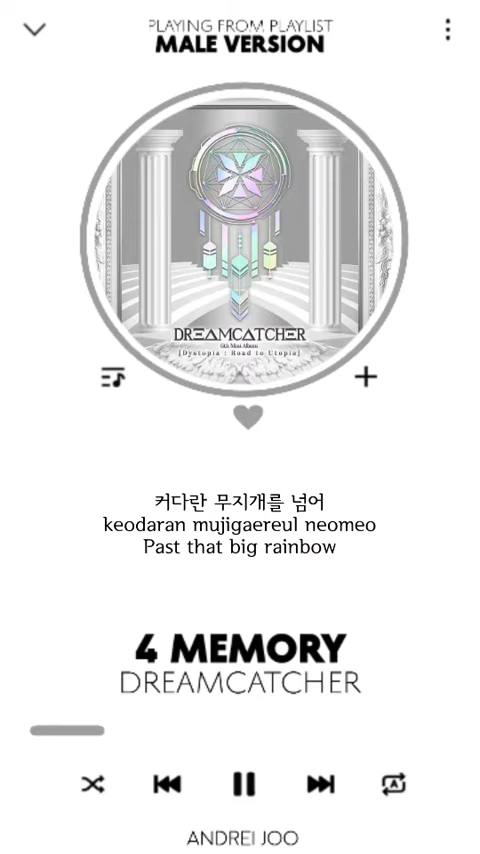 PLAYING FROM PLAYLIST
MALE VERSION
DREAMCATCHER
6th Mini Album
[Dystopia : Road to Utopia]
커다란 무지개를 넘어
keodaran mujigaereul neomeo
Past that big rainbow
4 MEMORY
DREAMCATCHER
A
ANDREI JOO